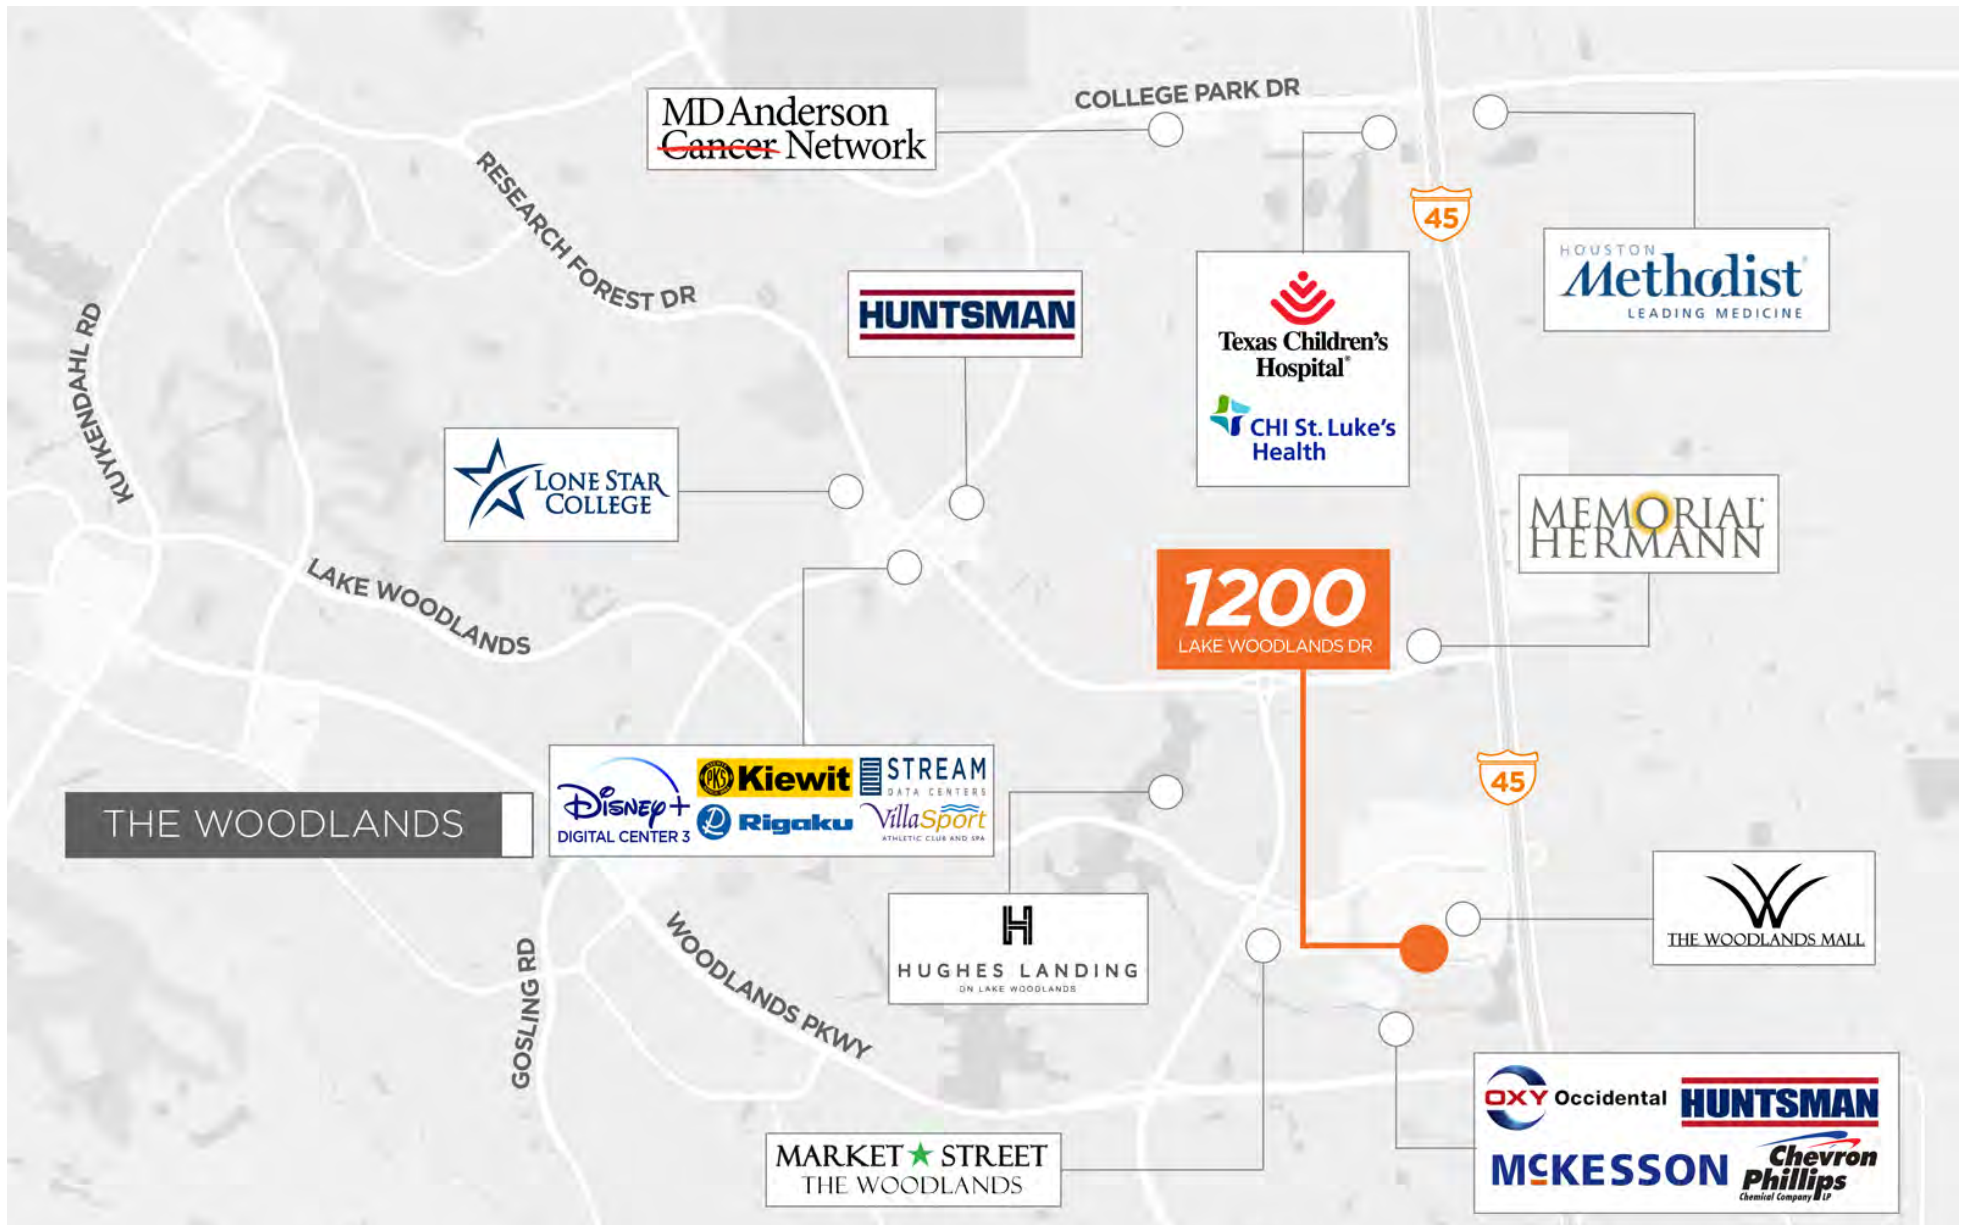 COLLEGE PARK DR
MD Anderson
Cancer Network
RESEARCH FOREST DR
45
HOUSTON
Methodist
LEADING MEDICINE
HUNTSMAN
Texas Children's
Hospital®
CHI St. Luke's
Health
KUYKENDAHL RD
LONE STAR
COLLEGE
MEMORIAL
HERMANN
LAKE WOODLANDS
1200
LAKE WOODLANDS DR
45
THE WOODLANDS
Disney+
DIGITAL CENTER 3
PKS Kiewit
STREAM
DATA CENTERS
R Rigaku
VillaSport
ATHLETIC CLUB AND SPA
THE WOODLANDS MALL
H
HUGHES LANDING
ON LAKE WOODLANDS
WOODLANDS PKWY
GOSLING RD
MARKET STREET
THE WOODLANDS
OXY Occidental
HUNTSMAN
MCKESSON
Chevron
Phillips
Chemical Company LP